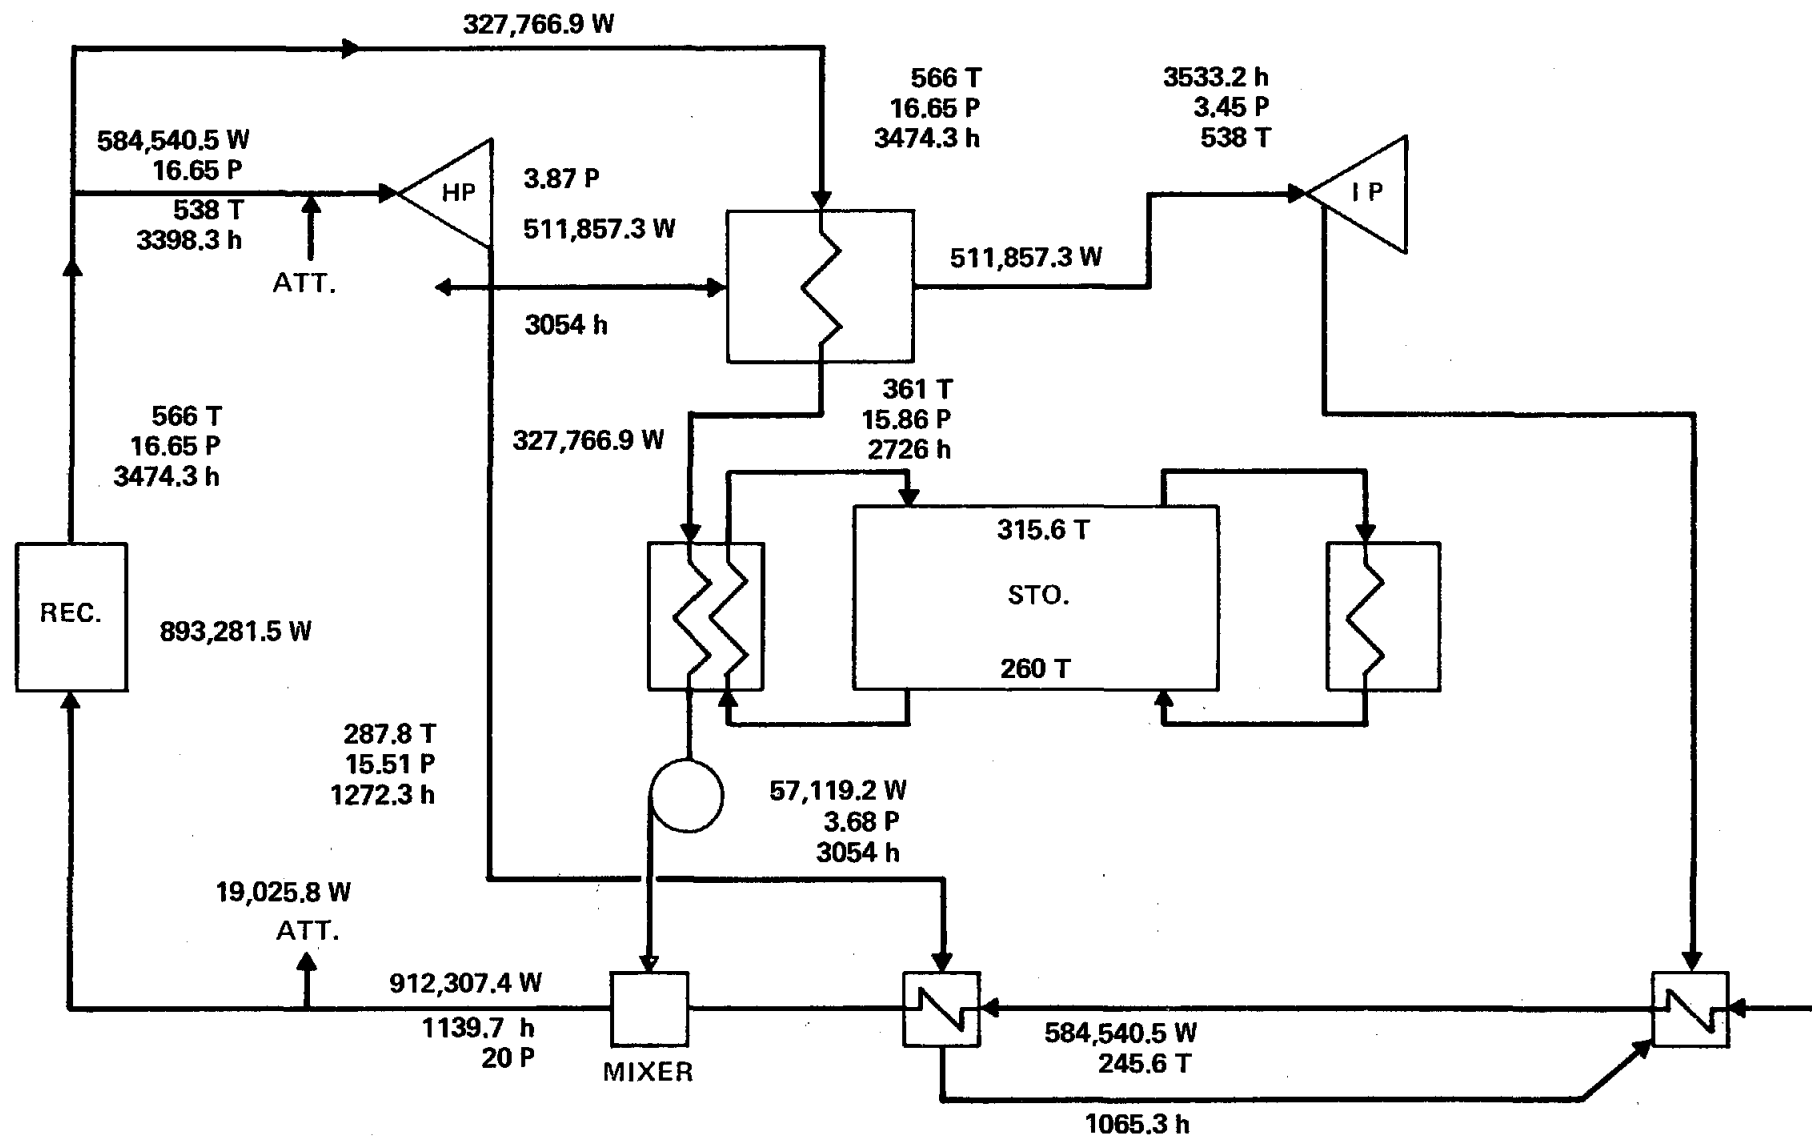 327,766.9 W
566 T
16.65 P
3474.3 h
3533.2 h
3.45 P
538 T
584,540.5 W
16.65 P
538 T
3398.3 h
ATT.
HP
3.87 P
511,857.3 W
3054 h
511,857.3 W
I P
566 T
16.65 P
3474.3 h
327,766.9 W
361 T
15.86 P
2726 h
315.6 T
STO.
260 T
REC.
893,281.5 W
287.8 T
15.51 P
1272.3 h
57,119.2 W
3.68 P
3054 h
19,025.8 W
ATT.
912,307.4 W
1139.7 h
20 P
MIXER
584,540.5 W
245.6 T
1065.3 h